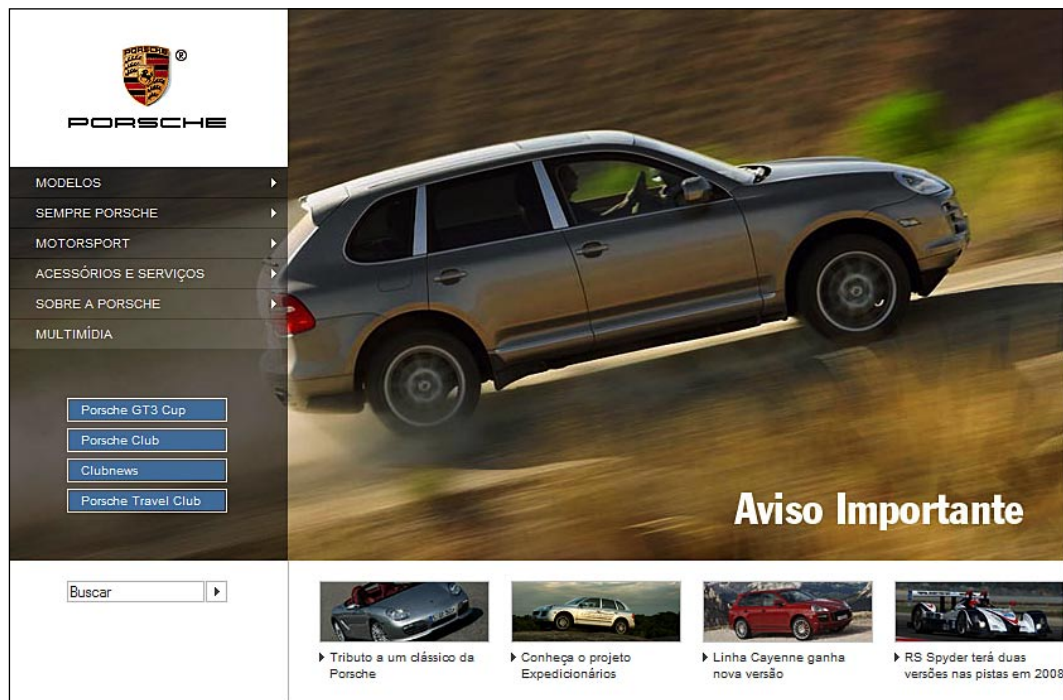 PORSCHE
®
PORSCHE
MODELOS
SEMPRE PORSCHE
MOTORSPORT
ACESSÓRIOS E SERVIÇOS
SOBRE A PORSCHE
MULTIMÍDIA
Porsche GT3 Cup
Porsche Club
Clubnews
Porsche Travel Club
Aviso Importante
Buscar
Tributo a um clássico da
Porsche
Conheça o projeto
Expedicionários
Linha Cayenne ganha
nova versão
RS Spyder terá duas
versões nas pistas em 2008